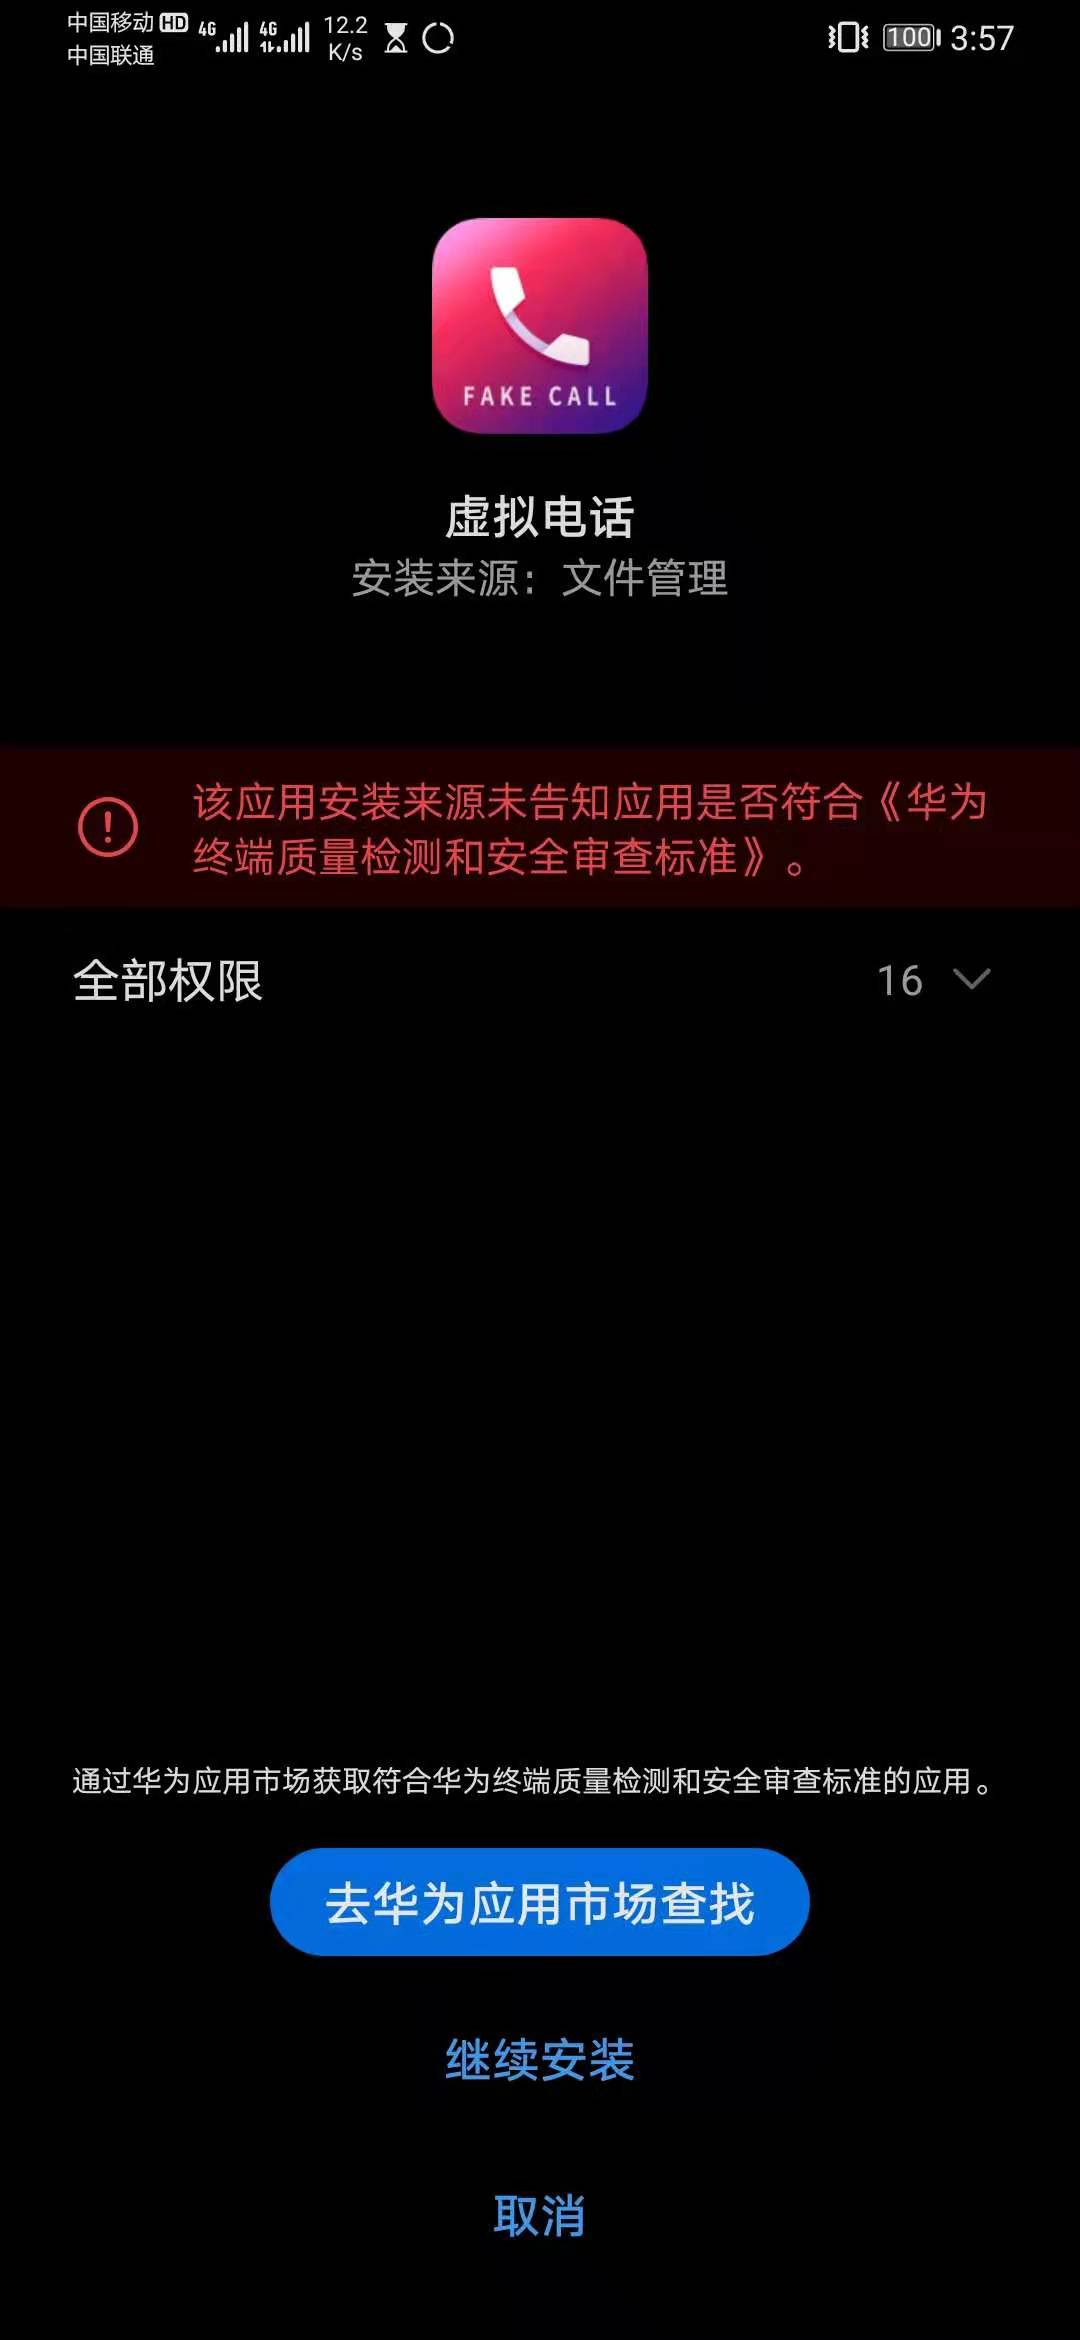 中国移动 HD 4G 4G 12.2 K/s 100 3:57
中国联通
FAKE CALL
虚拟电话
安装来源：文件管理
该应用安装来源未告知应用是否符合《华为
终端质量检测和安全审查标准》。
全部权限 16
通过华为应用市场获取符合华为终端质量检测和安全审查标准的应用。
去华为应用市场查找
继续安装
取消